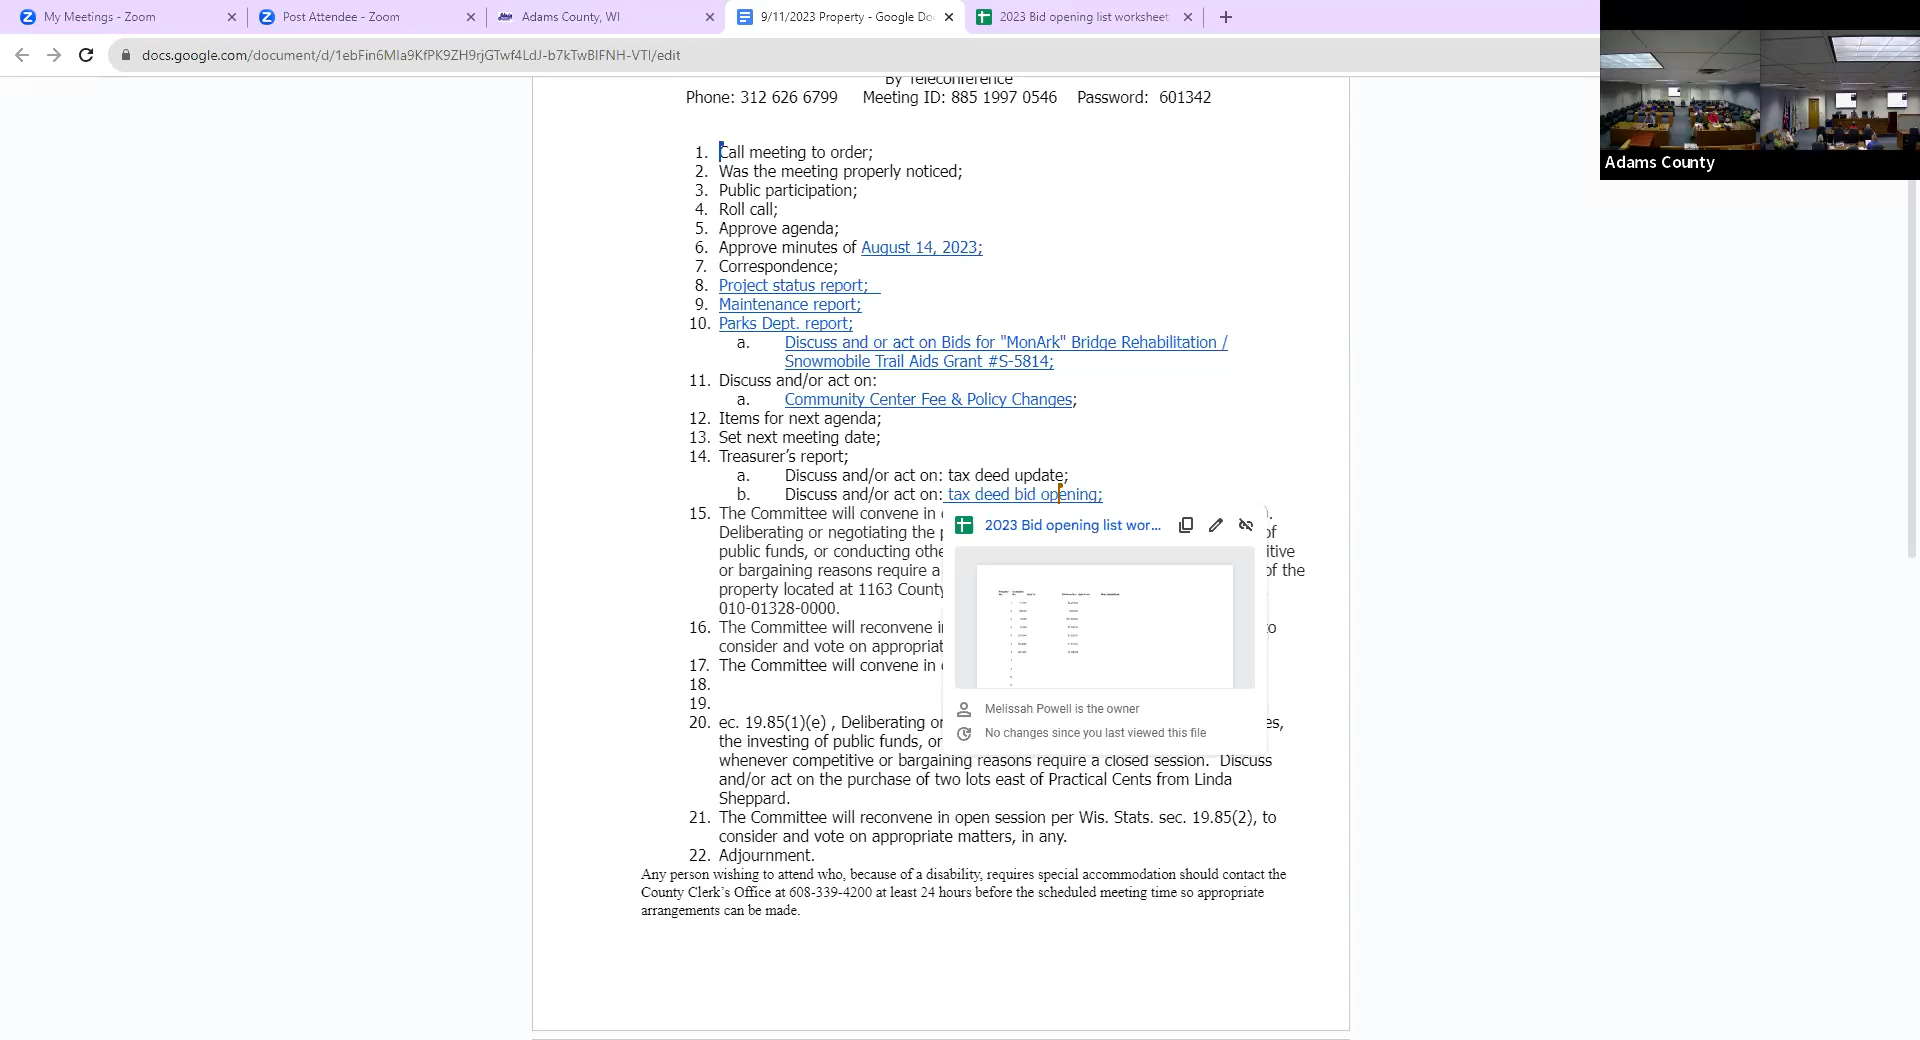 My Meetings - Zoom
Post Attendee - Zoom
Adams County, WI
9/11/2023 Property - Google Do
2023 Bid opening list worksheet
docs.google.com/document/d/1ebFin6Mla9KfPK9ZH9rjGTwf4LdJ-b7kTwBlFNH-VTI/edit
Adams County
By Teleconference
Phone: 312 626 6799 Meeting ID: 885 1997 0546 Password: 601342
1. Call meeting to order;
2. Was the meeting properly noticed;
3. Public participation;
4. Roll call;
5. Approve agenda;
6. Approve minutes of August 14, 2023;
7. Correspondence;
8. Project status report;
9. Maintenance report;
10. Parks Dept. report;
a. Discuss and or act on Bids for "MonArk" Bridge Rehabilitation /
Snowmobile Trail Aids Grant #S-5814;
11. Discuss and/or act on:
a. Community Center Fee & Policy Changes;
12. Items for next agenda;
13. Set next meeting date;
14. Treasurer's report;
a. Discuss and/or act on: tax deed update;
b. Discuss and/or act on: tax deed bid opening;
15. The Committee will convene in
Deliberating or negotiating the of
public funds, or conducting othe itive
or bargaining reasons require a of the
property located at 1163 County
010-01328-0000.
16. The Committee will reconvene to
consider and vote on appropriat
17. The Committee will convene in
18.
19.
20. ec. 19.85(1)(e) , Deliberating or es,
the investing of public funds, or
whenever competitive or bargaining reasons require a closed session. Discuss
and/or act on the purchase of two lots east of Practical Cents from Linda
Sheppard.
21. The Committee will reconvene in open session per Wis. Stats. sec. 19.85(2), to
consider and vote on appropriate matters, in any.
22. Adjournment.
Any person wishing to attend who, because of a disability, requires special accommodation should contact the
County Clerk's Office at 608-339-4200 at least 24 hours before the scheduled meeting time so appropriate
arrangements can be made.
2023 Bid opening list wor...
Melissah Powell is the owner
No changes since you last viewed this file